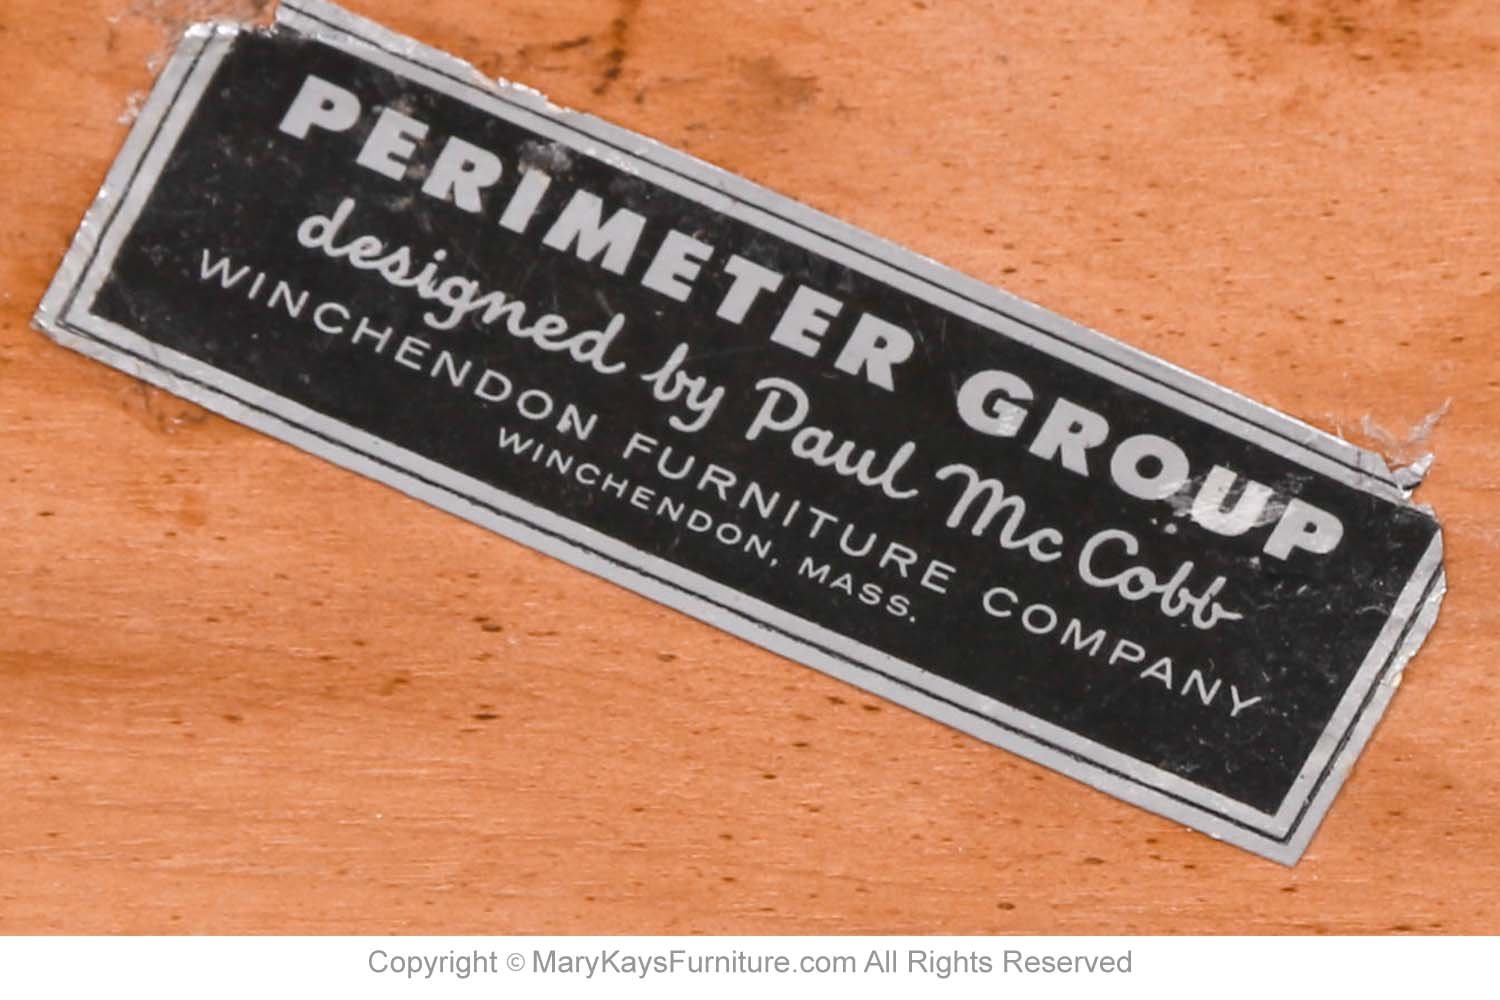 PERIMETER GROUP
designed by Paul McCobb
WINCHENDON FURNITURE COMPANY
WINCHENDON, MASS.
Copyright © MaryKaysFurniture.com All Rights Reserved